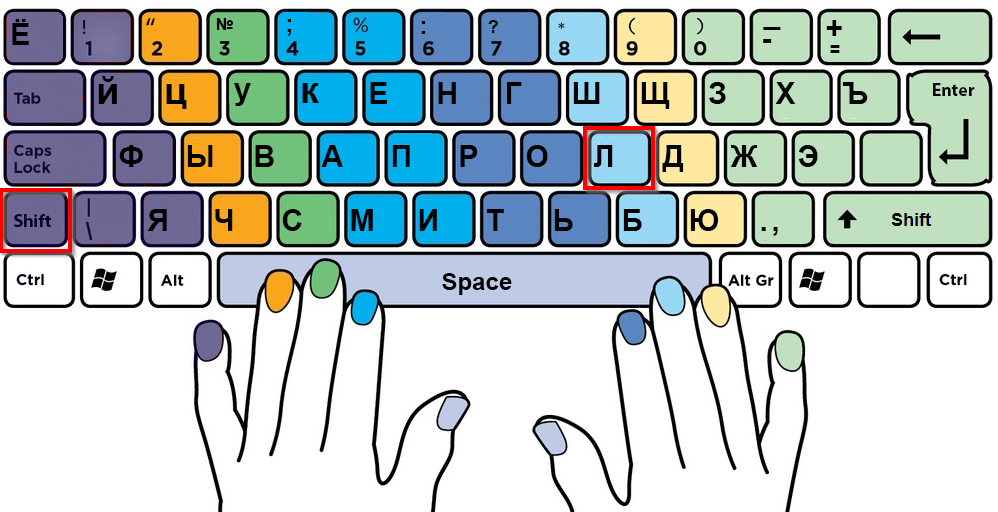 Ё ! 1 “ 2 № 3 ; 4 % 5 : 6 ? 7 * 8 ( 9 ) 0 — - + =
Tab Й Ц У К Е Н Г Ш Щ З Х Ъ Enter
Caps Lock Ф Ы В А П Р О Л Д Ж Э
Shift | \ Я Ч С М И Т Ь Б Ю . , Shift
Ctrl Alt Space Alt Gr Ctrl